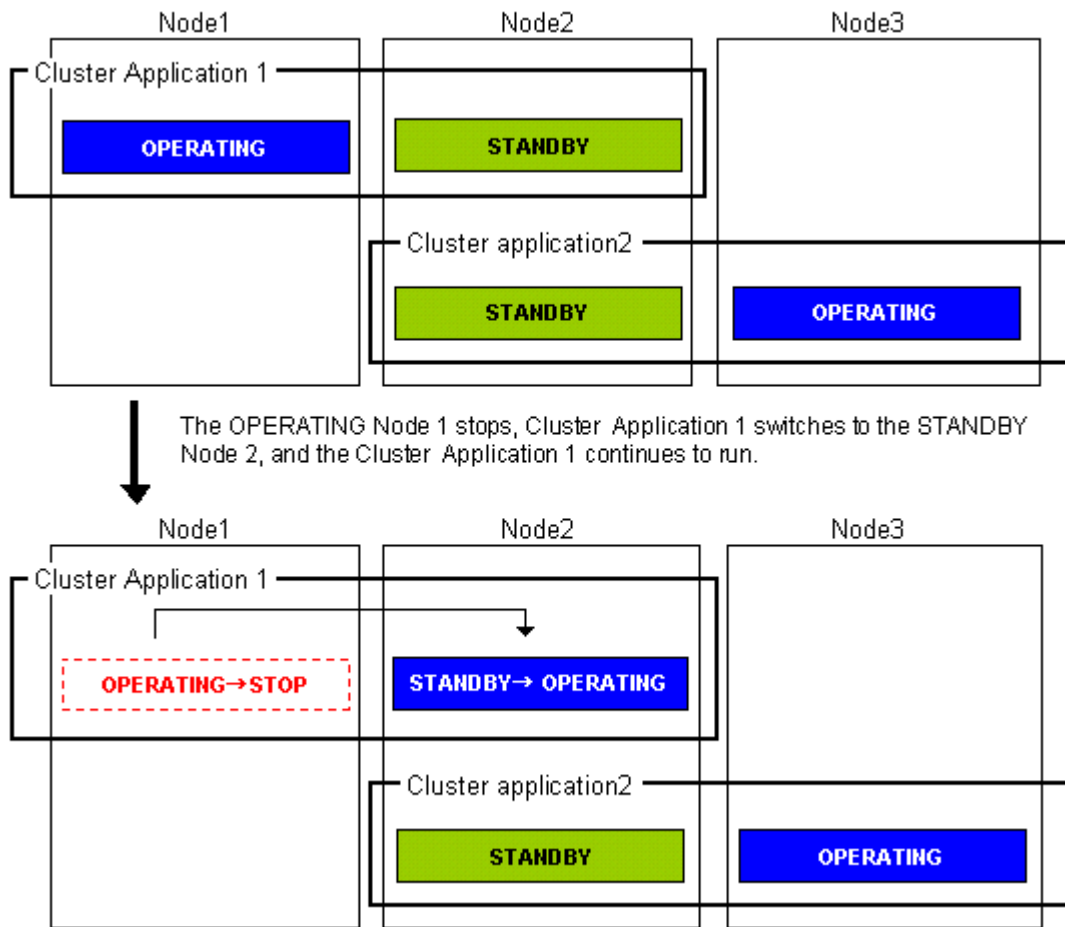 Node1 Node2 Node3
Cluster Application 1
OPERATING STANDBY
Cluster application2
STANDBY OPERATING
The OPERATING Node 1 stops, Cluster Application 1 switches to the STANDBY
Node 2, and the Cluster Application 1 continues to run.
Node1 Node2 Node3
Cluster Application 1
OPERATING→STOP STANDBY→ OPERATING
Cluster application2
STANDBY OPERATING